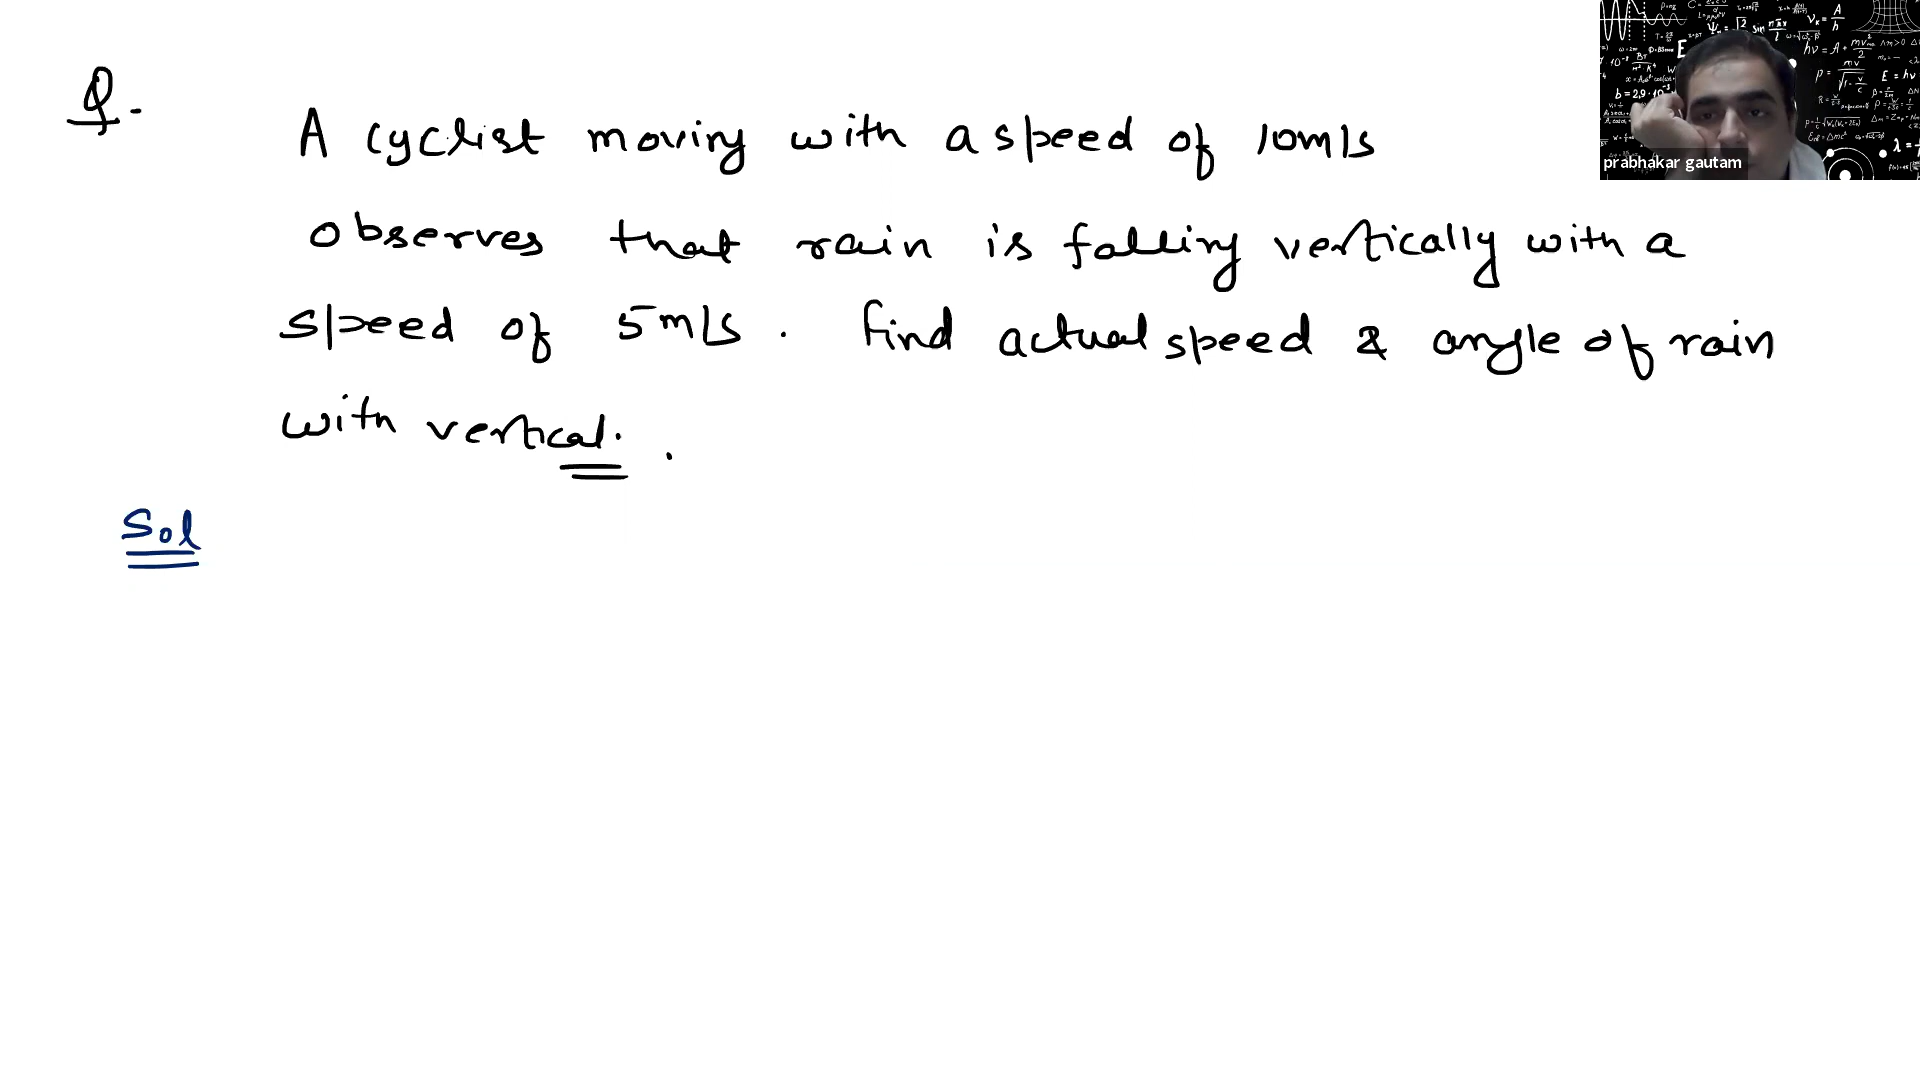 Q.
A cyclist moving with a speed of 10m/s
observes that rain is falling vertically with a
speed of 5m/s. find actual speed & angle of rain
with vertical..
Sol
prabhakar gautam